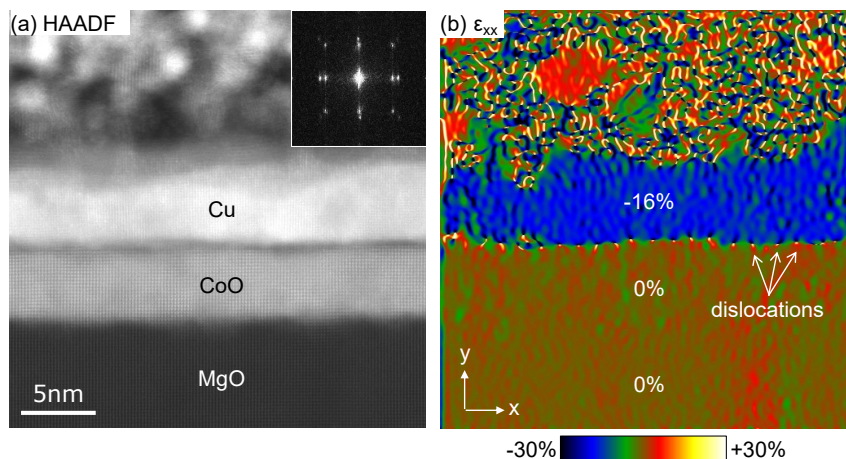 (a) HAADF
Cu
CoO
MgO
5nm
(b) εxx
-16%
0%
dislocations
0%
y
x
-30%
+30%